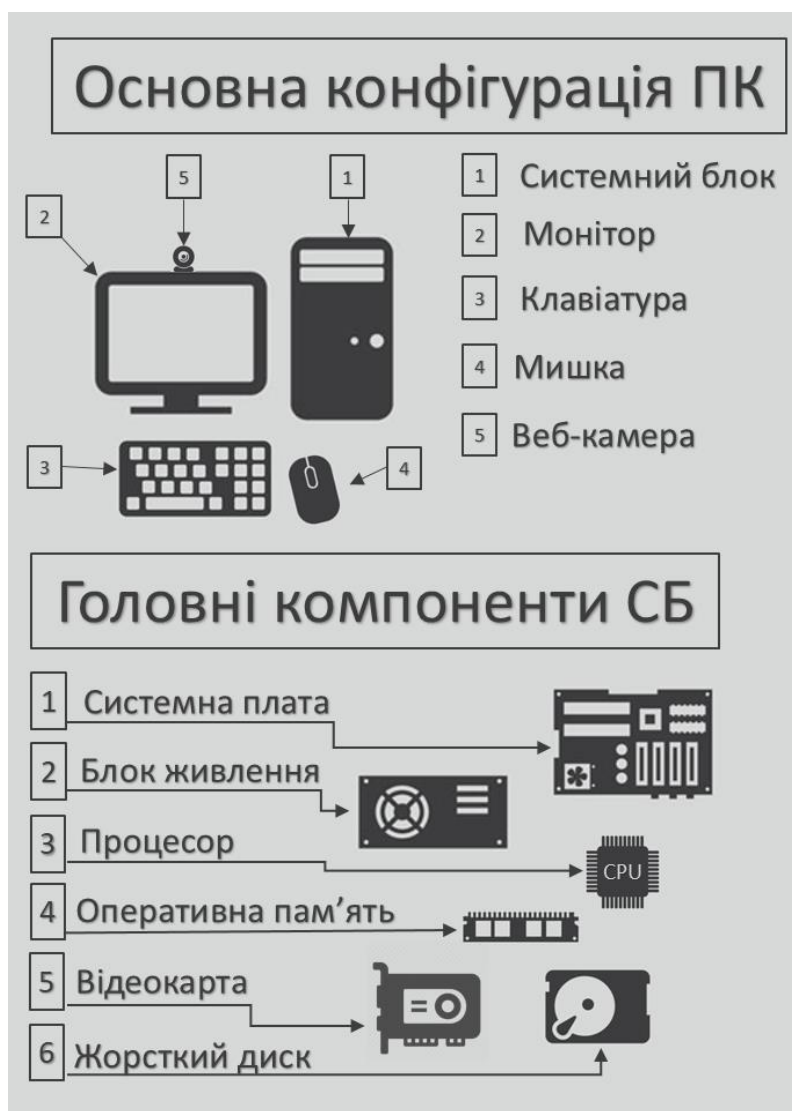 Основна конфігурація ПК
5
1
2
3
4
1 Системний блок
2 Монітор
3 Клавіатура
4 Мишка
5 Веб-камера
Головні компоненти СБ
1 Системна плата
2 Блок живлення
3 Процесор
CPU
4 Оперативна пам’ять
5 Відеокарта
6 Жорсткий диск